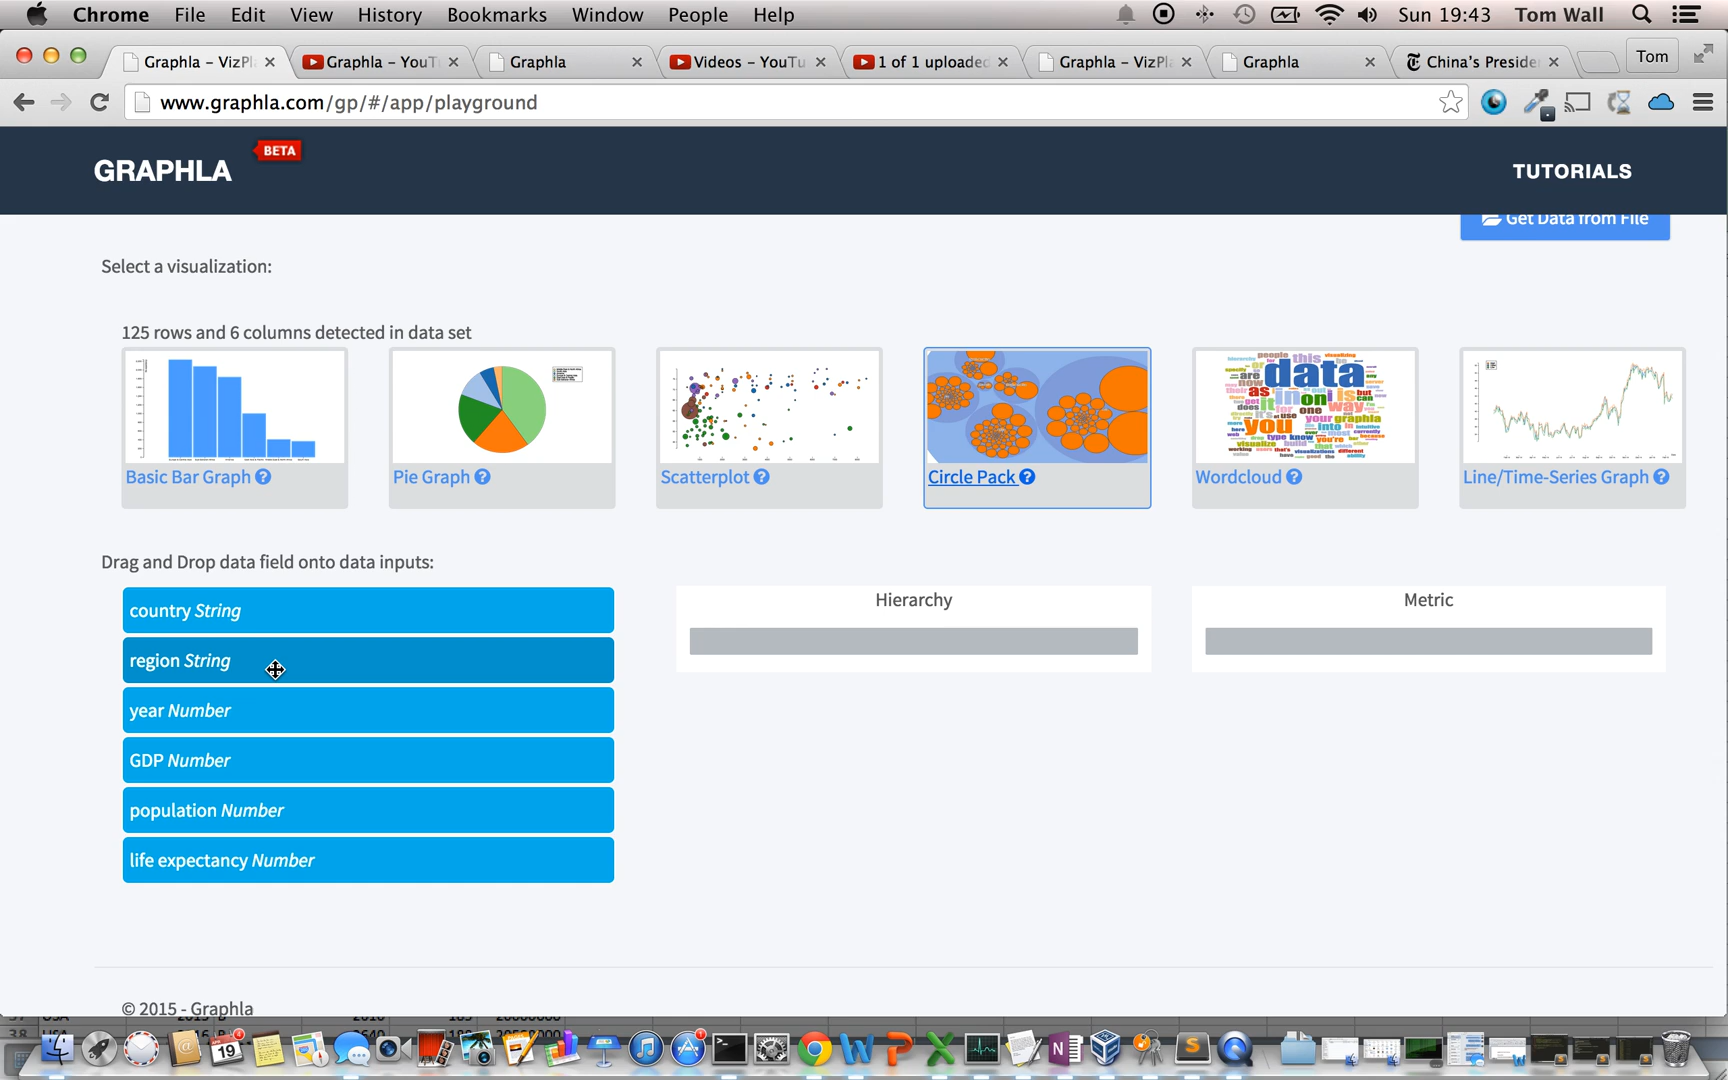 Chrome File Edit View History Bookmarks Window People Help Sun 19:43 Tom Wall
Graphla – VizPl Graphla – YouT Graphla Videos – YouTu 1 of 1 uploaded Graphla – VizPl Graphla China's Preside Tom
www.graphla.com/gp/#/app/playground
GRAPHLA BETA TUTORIALS
Get Data from File
Select a visualization:
125 rows and 6 columns detected in data set
Basic Bar Graph Pie Graph Scatterplot Circle Pack Wordcloud Line/Time-Series Graph
Drag and Drop data field onto data inputs:
country String
region String
year Number
GDP Number
population Number
life expectancy Number
Hierarchy
Metric
© 2015 - Graphla